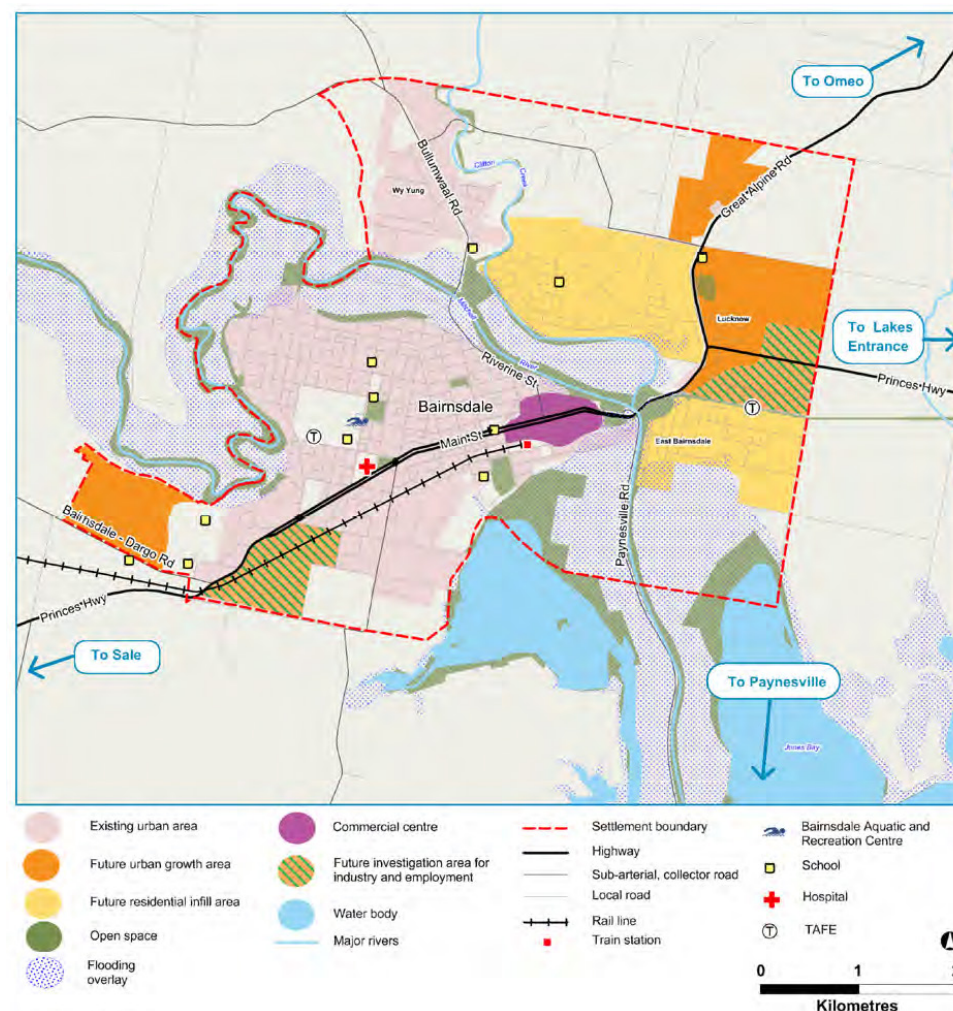 To Omeo
Great Alpine Rd
Bullumwaal Rd
Clifton
Creek
Wy Yung
Mitchell
River
Lucknow
To Lakes
Entrance
Princes Hwy
Riverine St
Bairnsdale
T
Main St
T
East Bairnsdale
Paynesville Rd
Bairnsdale - Dargo Rd
Princes Hwy
To Sale
To Paynesville
Jones Bay
Existing urban area
Future urban growth area
Future residential infill area
Open space
Flooding
overlay
Commercial centre
Future investigation area for
industry and employment
Water body
Major rivers
Settlement boundary
Highway
Sub-arterial, collector road
Local road
Rail line
Train station
Bairnsdale Aquatic and
Recreation Centre
School
Hospital
T TAFE
0 1
Kilometres